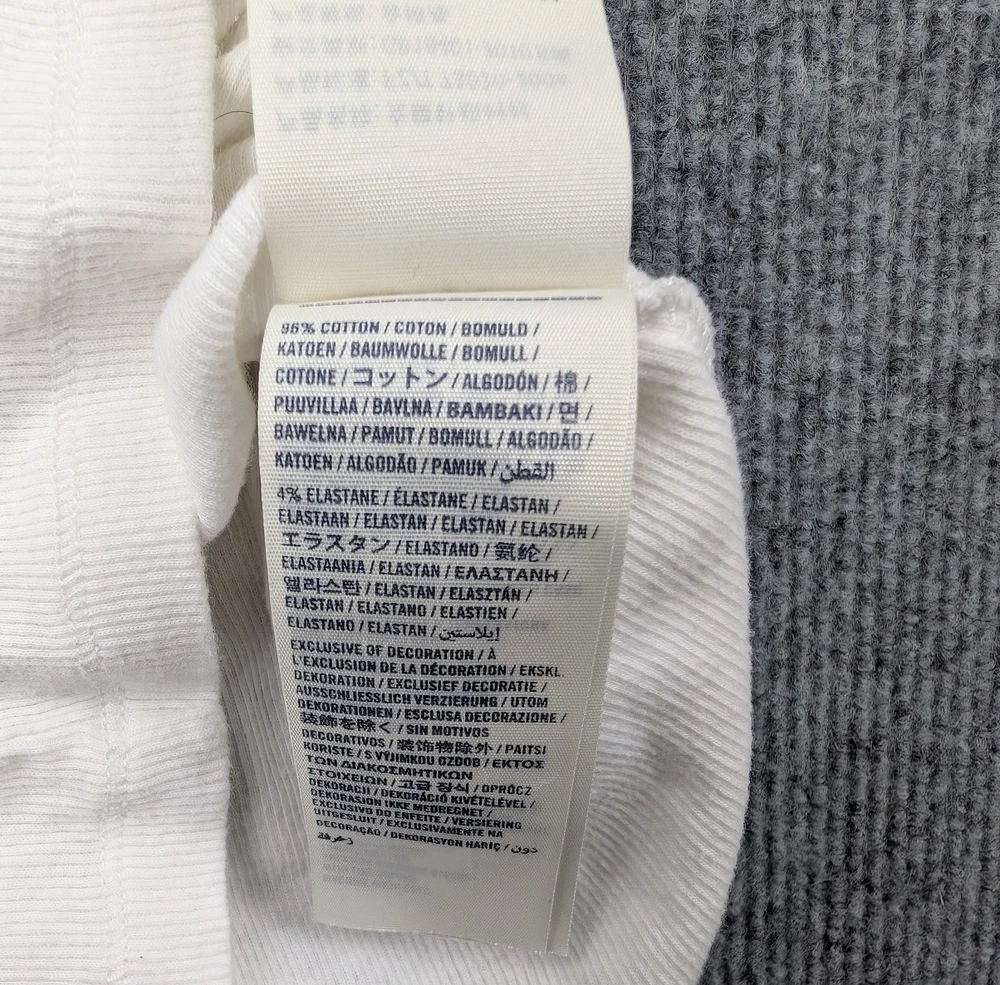 96% COTTON / COTON / BOMULD /
KATOEN / BAUMWOLLE / BOMULL /
COTONE / コットン / ALGODÓN / 棉 /
PUUVILLAA / BAVLNA / BAMBAKI / 면 /
BAWEŁNA / PAMUT / BOMULL / ALGODÃO /
KATOEN / ALGODÃO / PAMUK / القطن
4% ELASTANE / ÉLASTANE / ELASTAN /
ELASTAAN / ELASTAN / ELASTAN / ELASTAN /
エラスタン / ELASTANO / 氨纶 /
ELASTAANIA / ELASTAN / ΕΛΑΣΤΑΝΗ /
엘라스탄 / ELASTAN / ELASZTÁN /
ELASTAN / ELASTANO / ELASTIEN /
ELASTANO / ELASTAN / إيلاستين
EXCLUSIVE OF DECORATION / À
L'EXCLUSION DE LA DÉCORATION / EKSKL.
DEKORATION / EXCLUSIEF DECORATIE /
AUSSCHLIESSLICH VERZIERUNG / UTOM
DEKORATIONEN / ESCLUSA DECORAZIONE /
装飾を除く / SIN MOTIVOS
DECORATIVOS / 装饰物除外 / PAITSI
KORISTE / S VÝJIMKOU OZDOB / ΕΚΤΟΣ
ΤΩΝ ΔΙΑΚΟΣΜΗΤΙΚΩΝ
ΣΤΟΙΧΕΙΩΝ / 고급 장식 / OPRÓCZ
DEKORACJI / DEKORÁCIÓ KIVÉTELÉVEL /
DEKORASJON IKKE MEDREGNET /
EXCLUSIVO DO ENFEITE / VERSIERING
UITGESLUIT / EXCLUSIVAMENTE NA
DECORAÇÃO / DEKORASYON HARIÇ / دون
زخرفة